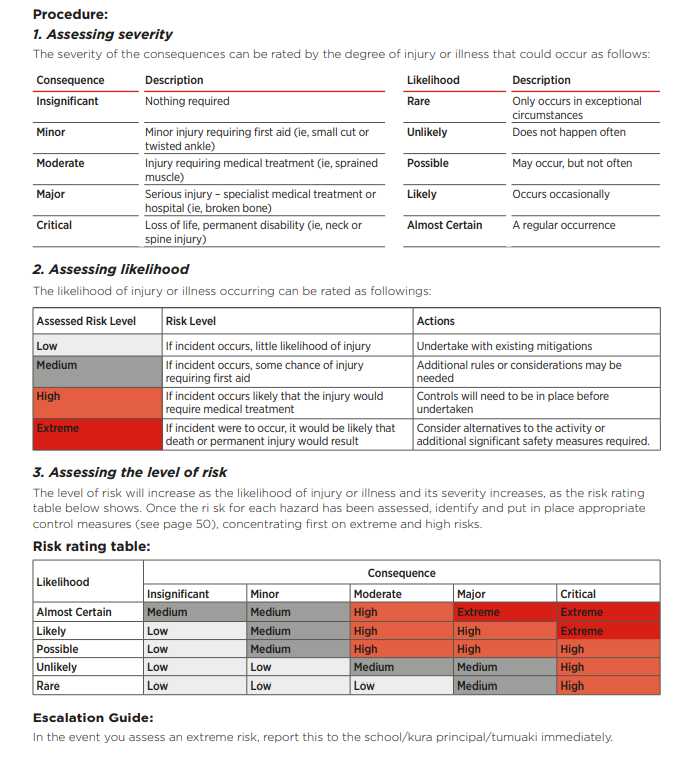 Procedure:
1. Assessing severity
The severity of the consequences can be rated by the degree of injury or illness that could occur as follows:
Consequence Description Likelihood Description
Insignificant Nothing required Rare Only occurs in exceptional
circumstances
Minor Minor injury requiring first aid (ie, small cut or Unlikely Does not happen often
twisted ankle)
Moderate Injury requiring medical treatment (ie, sprained Possible May occur, but not often
muscle)
Major Serious injury – specialist medical treatment or Likely Occurs occasionally
hospital (ie, broken bone)
Critical Loss of life, permanent disability (ie, neck or Almost Certain A regular occurrence
spine injury)
2. Assessing likelihood
The likelihood of injury or illness occurring can be rated as followings:
Assessed Risk Level Risk Level Actions
Low If incident occurs, little likelihood of injury Undertake with existing mitigations
Medium If incident occurs, some chance of injury Additional rules or considerations may be
requiring first aid needed
High If incident occurs likely that the injury would Controls will need to be in place before
require medical treatment undertaken
Extreme If incident were to occur, it would be likely that Consider alternatives to the activity or
death or permanent injury would result additional significant safety measures required.
3. Assessing the level of risk
The level of risk will increase as the likelihood of injury or illness and its severity increases, as the risk rating
table below shows. Once the ri sk for each hazard has been assessed, identify and put in place appropriate
control measures (see page 50), concentrating first on extreme and high risks.
Risk rating table:
Likelihood Consequence
Insignificant Minor Moderate Major Critical
Almost Certain Medium Medium High Extreme Extreme
Likely Low Medium High High Extreme
Possible Low Medium High High High
Unlikely Low Low Medium Medium High
Rare Low Low Low Medium High
Escalation Guide:
In the event you assess an extreme risk, report this to the school/kura principal/tumuaki immediately.